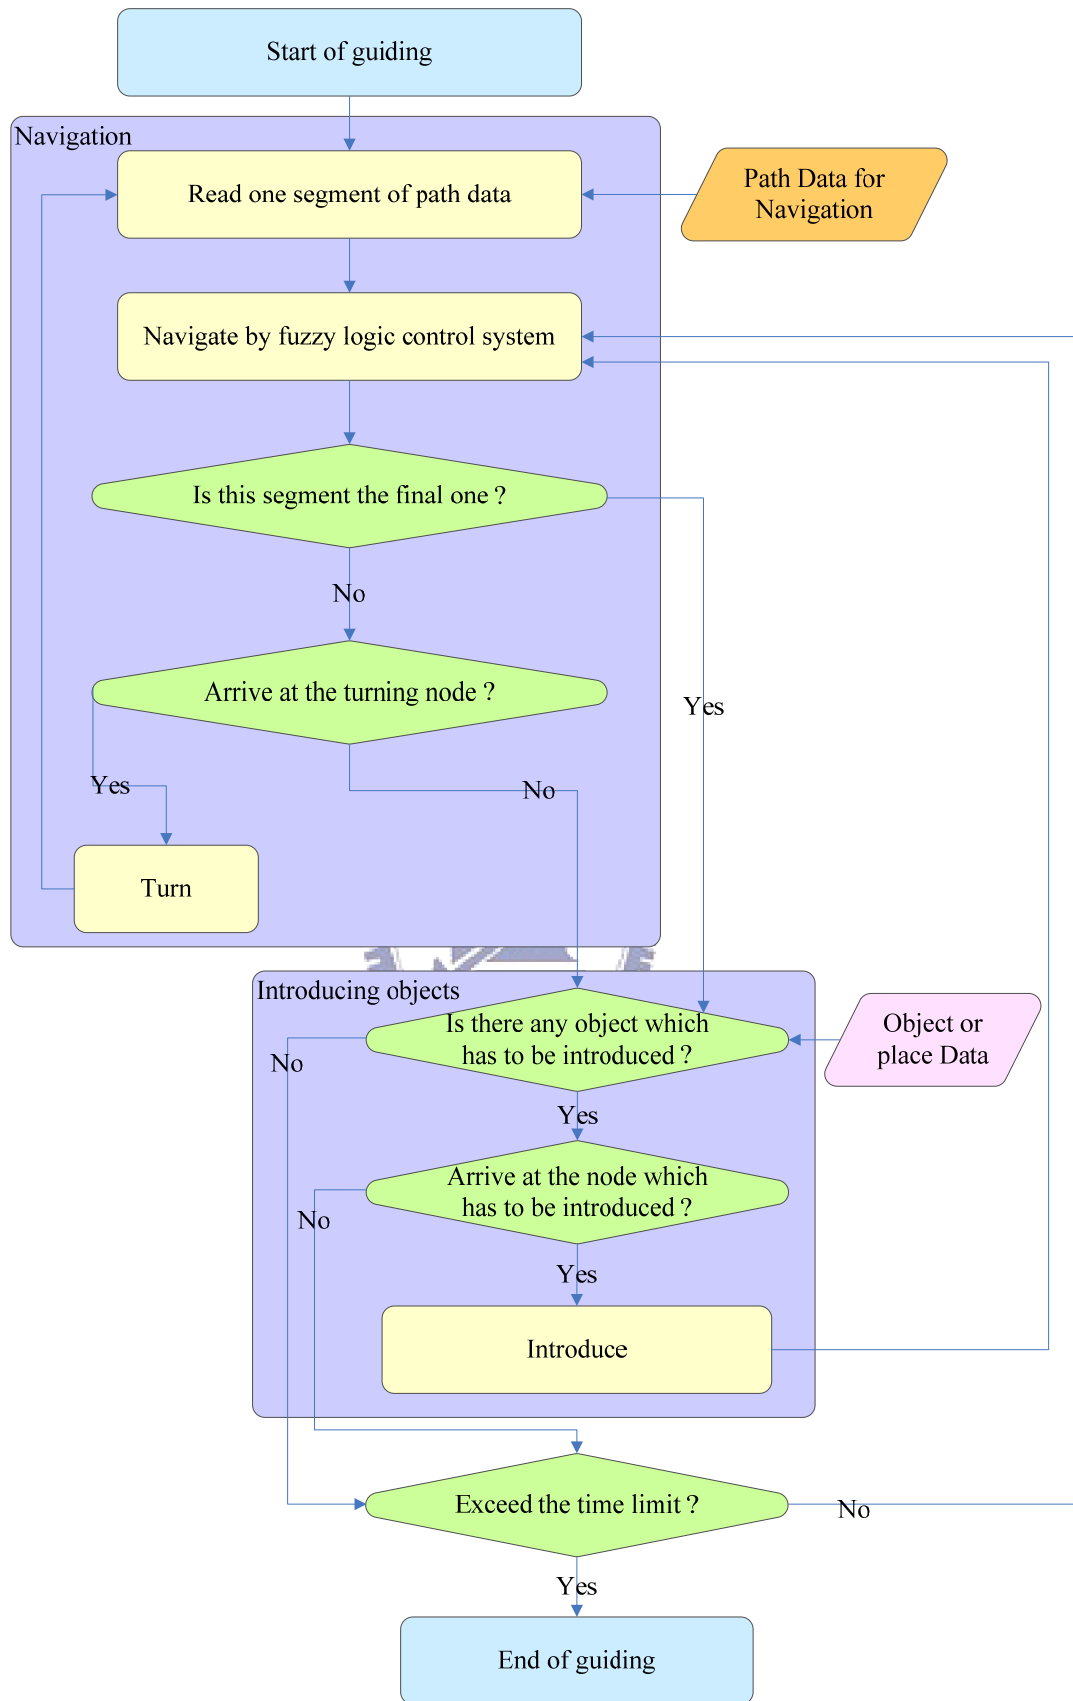 Start of guiding
Navigation
Read one segment of path data
Path Data for
Navigation
Navigate by fuzzy logic control system
Is this segment the final one ?
No
Yes
Arrive at the turning node ?
Yes
No
Turn
Introducing objects
Is there any object which
has to be introduced ?
Object or
place Data
No
Yes
Arrive at the node which
has to be introduced ?
No
Yes
Introduce
Exceed the time limit ?
No
Yes
End of guiding